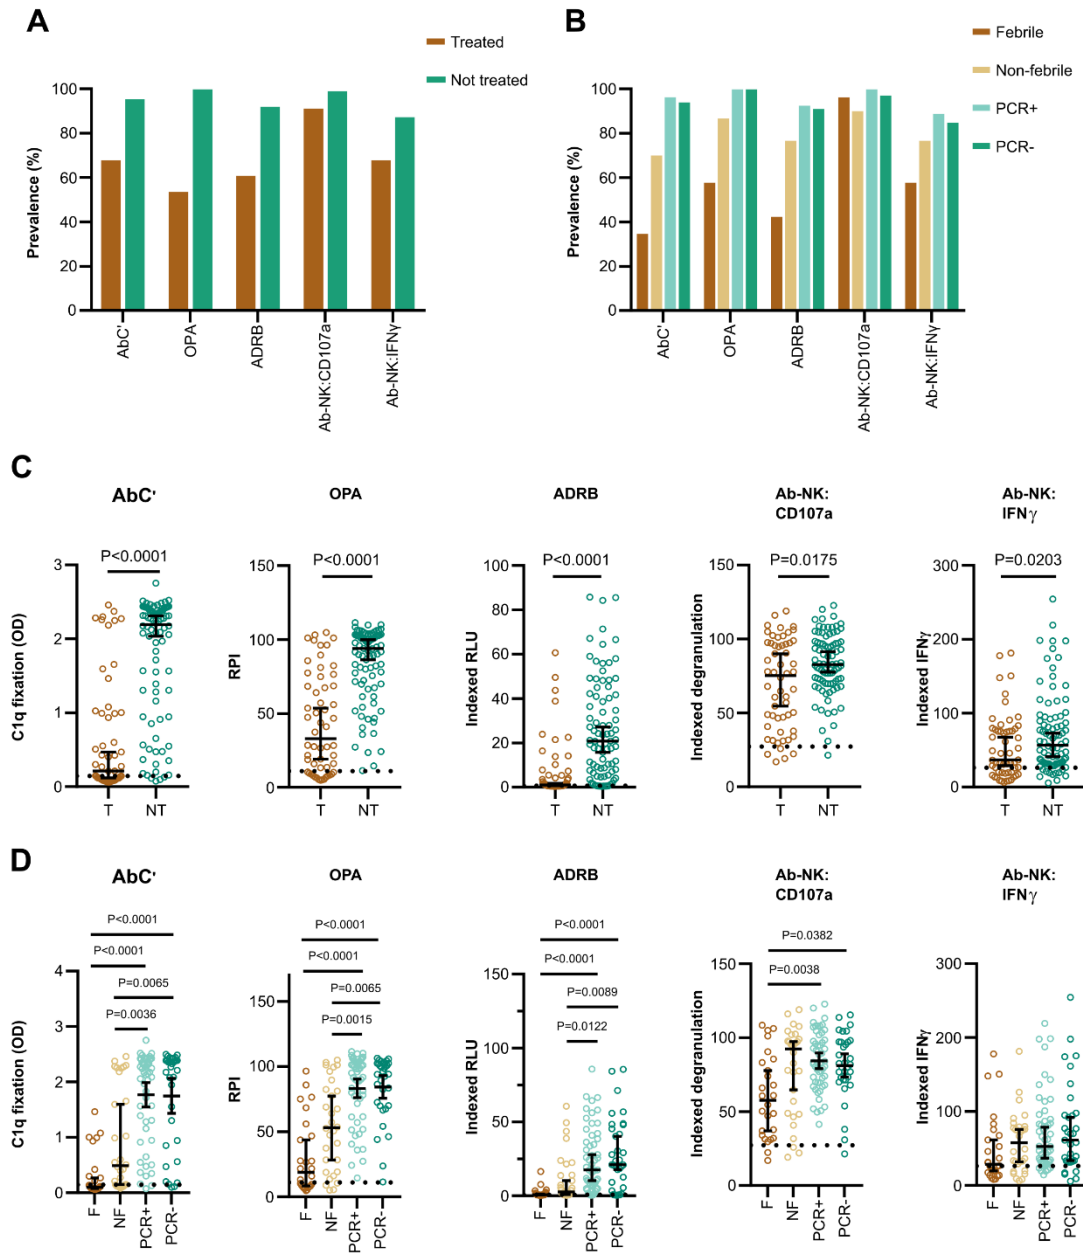 A
Treated
Not treated
Prevalence (%)
100
80
60
40
20
0
AbC'
OPA
ADRB
Ab-NK:CD107a
Ab-NK:IFNγ
B
Febrile
Non-febrile
PCR+
PCR-
Prevalence (%)
100
80
60
40
20
0
AbC'
OPA
ADRB
Ab-NK:CD107a
Ab-NK:IFNγ
C
AbC'
P<0.0001
C1q fixation (OD)
3
2
1
0
T
NT
OPA
P<0.0001
RPI
150
100
50
0
T
NT
ADRB
P<0.0001
Indexed RLU
100
80
60
40
20
0
T
NT
Ab-NK:
CD107a
P=0.0175
Indexed degranulation
150
100
50
0
T
NT
Ab-NK:
IFNγ
P=0.0203
Indexed IFNγ
300
200
100
0
T
NT
D
AbC'
P<0.0001
P<0.0001
P=0.0065
P=0.0036
C1q fixation (OD)
4
3
2
1
0
F
NF
PCR+
PCR-
OPA
P<0.0001
P<0.0001
P=0.0065
P=0.0015
RPI
150
100
50
0
F
NF
PCR+
PCR-
ADRB
P<0.0001
P<0.0001
P=0.0089
P=0.0122
Indexed RLU
150
100
50
25
0
F
NF
PCR+
PCR-
Ab-NK:
CD107a
P=0.0382
P=0.0038
Indexed degranulation
150
100
50
0
F
NF
PCR+
PCR-
Ab-NK:
IFNγ
Indexed IFNγ
300
200
100
0
F
NF
PCR+
PCR-